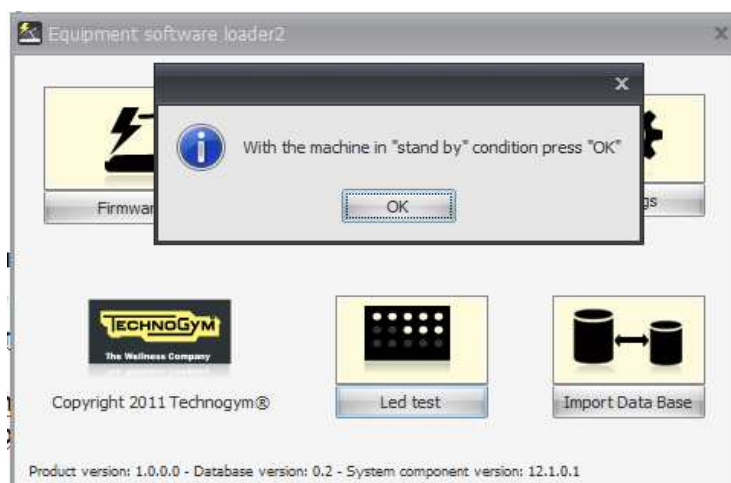 Equipment software loader2
With the machine in "stand by" condition press "OK"
OK
TECHNOGYM
The Wellness Company
Copyright 2011 Technogym®
Led test
Import Data Base
Product version: 1.0.0.0 - Database version: 0.2 - System component version: 12.1.0.1